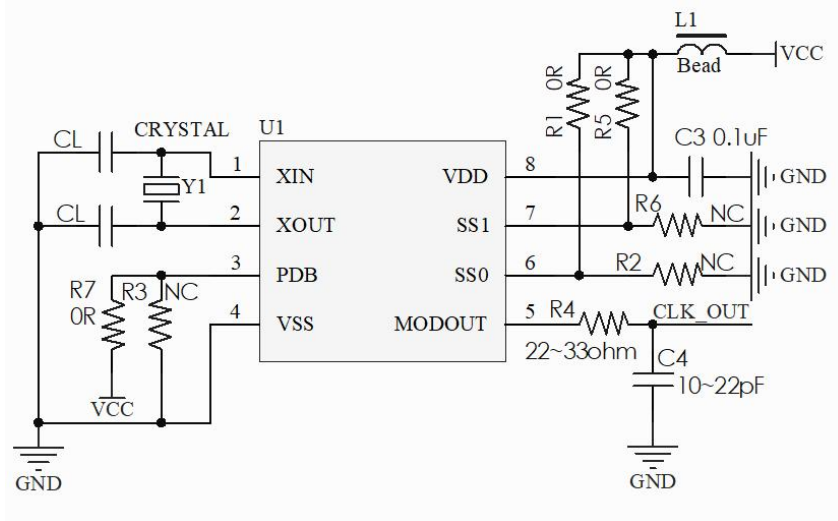 L1
Bead
VCC
0R
R1
0R
R5
CL
CRYSTAL
U1
C3 0.1uF
1
XIN
VDD
8
GND
Y1
CL
2
XOUT
SS1
7
R6
NC
GND
3
PDB
SS0
6
R2
NC
GND
R7
0R
R3
NC
4
VSS
MODOUT
5
R4
22~33ohm
CLK_OUT
C4
10~22pF
VCC
GND
GND